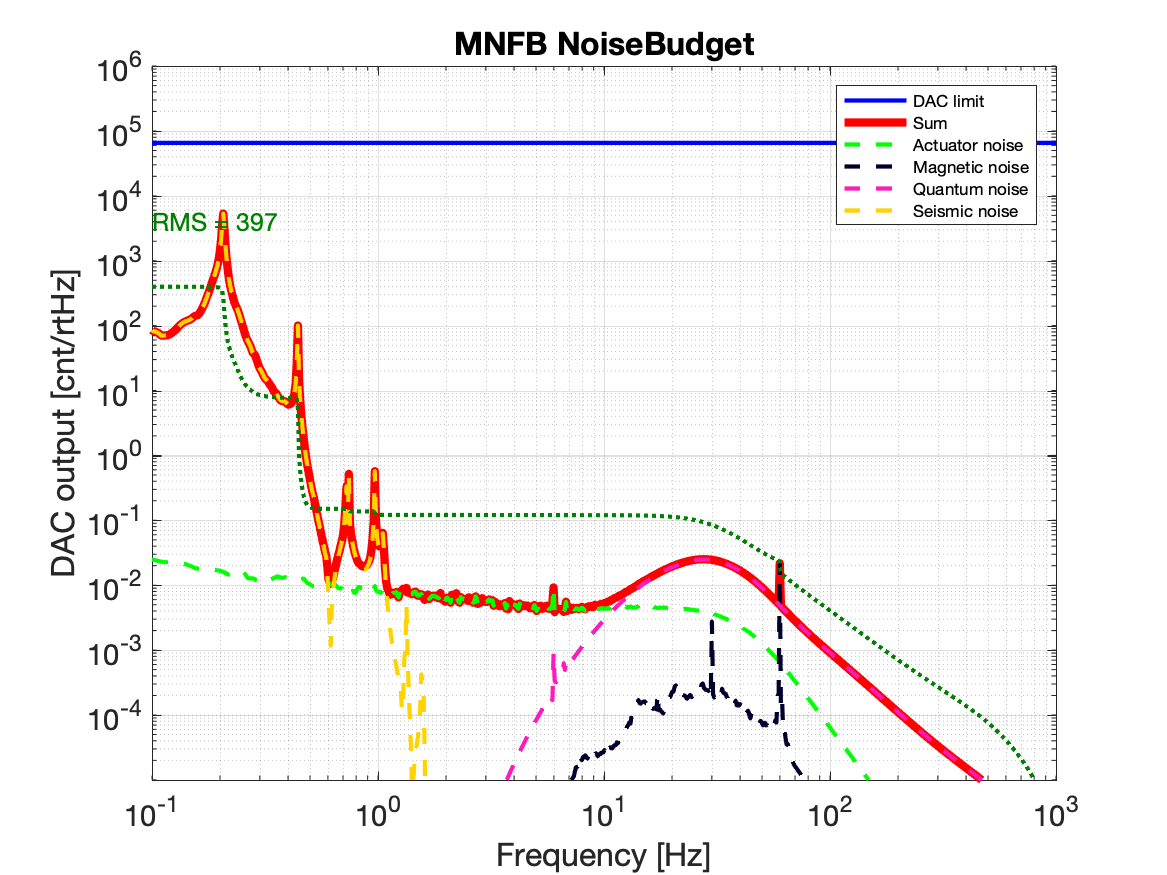 MNFB NoiseBudget
10^6
10^5
10^4
10^3
10^2
10^1
10^0
10^-1
10^-2
10^-3
10^-4
DAC output [cnt/rtHz]
RMS = 397
DAC limit
Sum
Actuator noise
Magnetic noise
Quantum noise
Seismic noise
10^-1 10^0 10^1 10^2 10^3
Frequency [Hz]